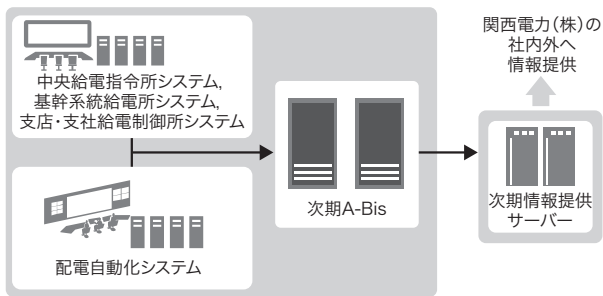 中央給電指令所システム,
基幹系統給電所システム,
支店・支社給電制御所システム
配電自動化システム
次期A-Bis
関西電力(株)の
社内外へ
情報提供
次期情報提供
サーバー